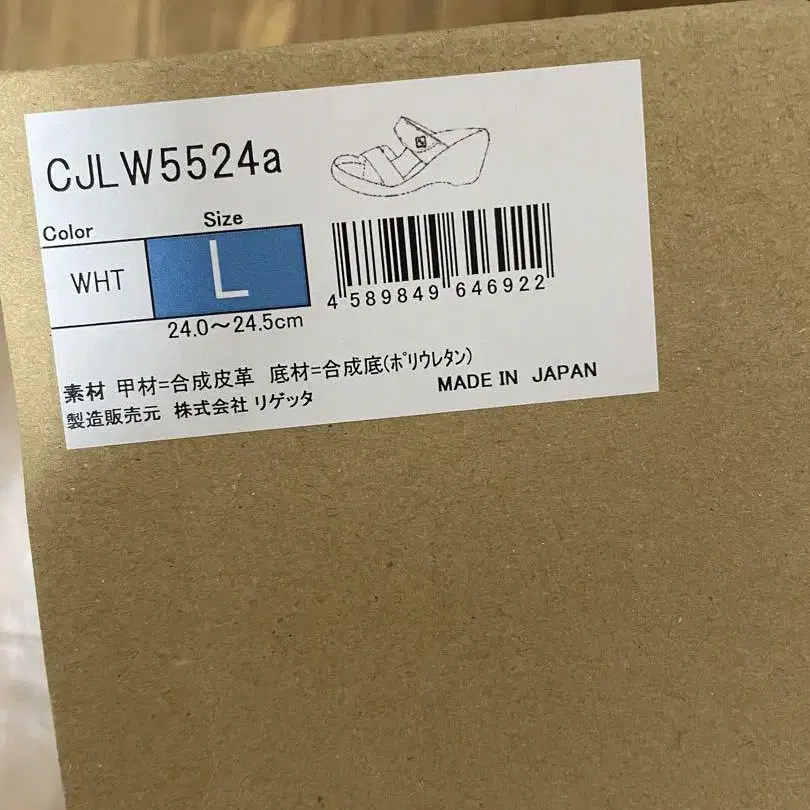 CJLW5524a
Color Size
WHT L
24.0～24.5cm
4 589849 646922
素材 甲材=合成皮革 底材=合成底(ﾎﾟﾘｳﾚﾀﾝ)
製造販売元 株式会社 リゲッタ
MADE IN JAPAN